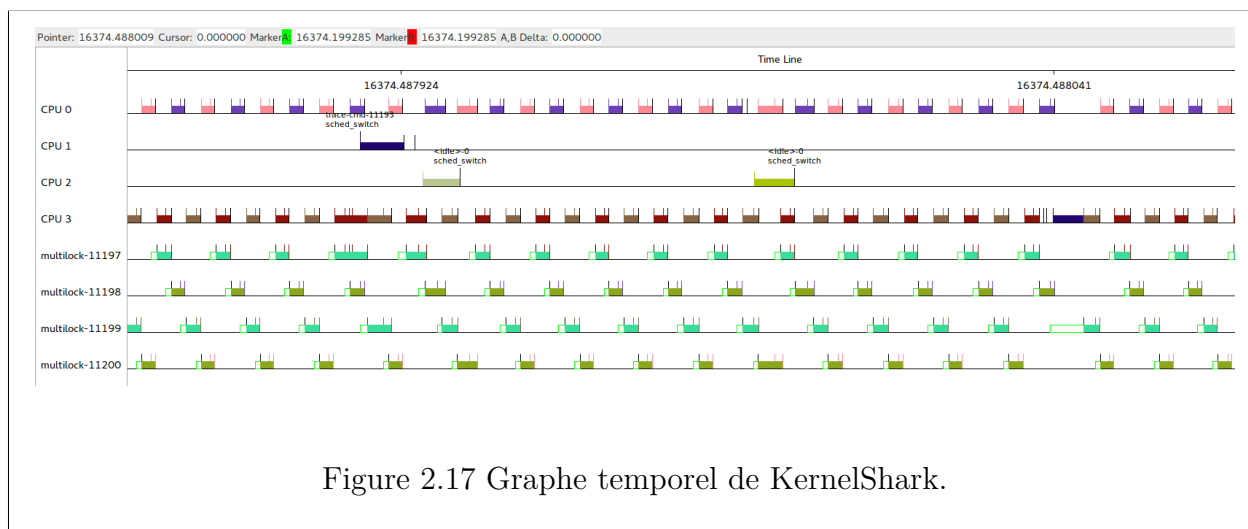 Pointer: 16374.488009 Cursor: 0.000000 MarkerA: 16374.199285 MarkerB: 16374.199285 A,B Delta: 0.000000
Time Line
16374.487924 16374.488041
CPU 0
trace-cmd-11193
sched_switch
CPU 1
<idle>-0 <idle>-0
sched_switch sched_switch
CPU 2
CPU 3
multilock-11197
multilock-11198
multilock-11199
multilock-11200
Figure 2.17 Graphe temporel de KernelShark.